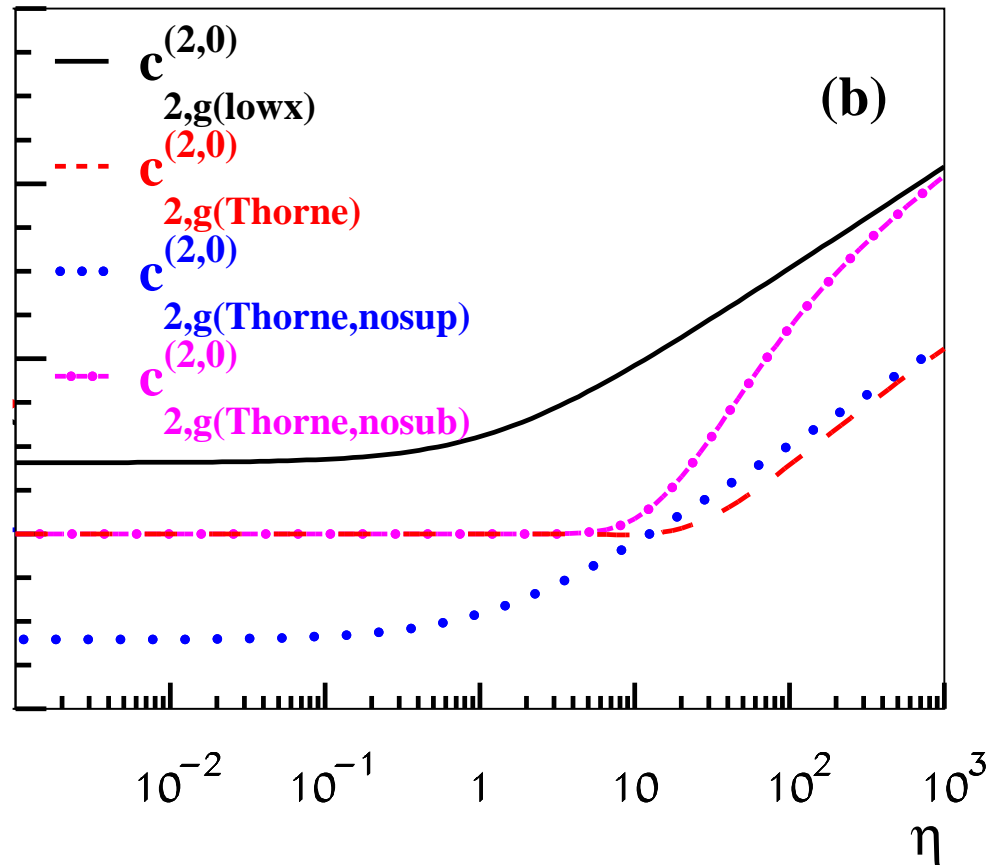 c(2,0)
2,g(lowx)
(b)
c(2,0)
2,g(Thorne)
c(2,0)
2,g(Thorne,nosup)
c(2,0)
2,g(Thorne,nosub)
10⁻² 10⁻¹ 1 10 10² 10³
η